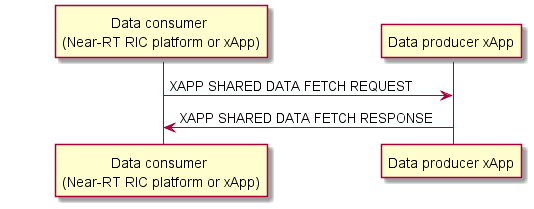 Data consumer
(Near-RT RIC platform or xApp)
Data producer xApp
XAPP SHARED DATA FETCH REQUEST
XAPP SHARED DATA FETCH RESPONSE
Data consumer
(Near-RT RIC platform or xApp)
Data producer xApp